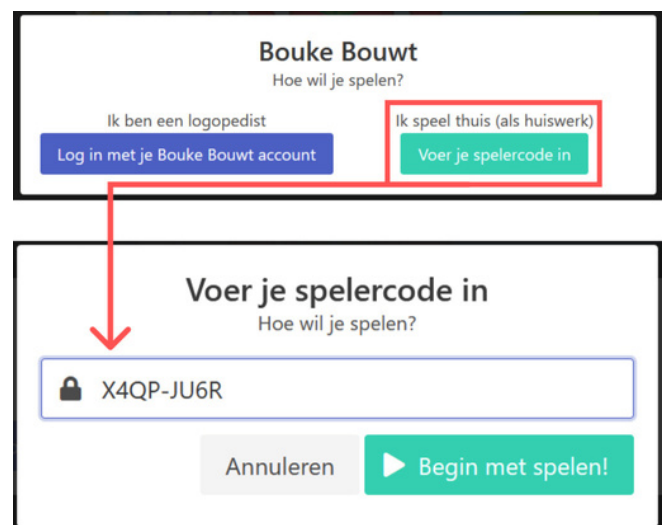 Bouke Bouwt
Hoe wil je spelen?
Ik ben een logopedist
Log in met je Bouke Bouwt account
Ik speel thuis (als huiswerk)
Voer je spelercode in
Voer je spelercode in
Hoe wil je spelen?
X4QP-JU6R
Annuleren
Begin met spelen!